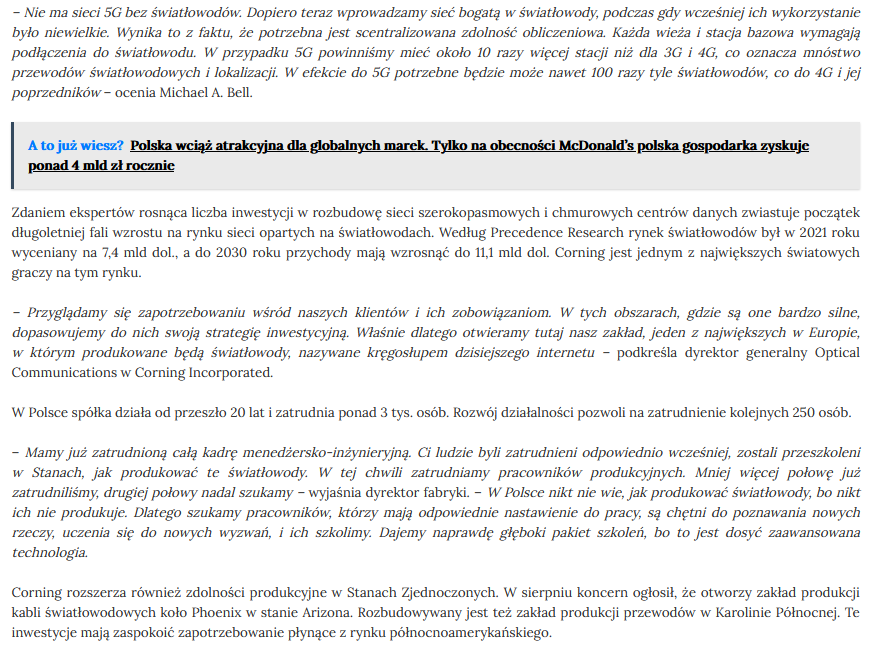 – Nie ma sieci 5G bez światłowodów. Dopiero teraz wprowadzamy sieć bogatą w światłowody, podczas gdy wcześniej ich wykorzystanie
było niewielkie. Wynika to z faktu, że potrzebna jest scentralizowana zdolność obliczeniowa. Każda wieża i stacja bazowa wymagają
podłączenia do światłowodu. W przypadku 5G powinniśmy mieć około 10 razy więcej stacji niż dla 3G i 4G, co oznacza mnóstwo
przewodów światłowodowych i lokalizacji. W efekcie do 5G potrzebne będzie może nawet 100 razy tyle światłowodów, co do 4G i jej
poprzedników – ocenia Michael A. Bell.
A to już wiesz? Polska wciąż atrakcyjna dla globalnych marek. Tylko na obecności McDonald’s polska gospodarka zyskuje
ponad 4 mld zł rocznie
Zdaniem ekspertów rosnąca liczba inwestycji w rozbudowę sieci szerokopasmowych i chmurowych centrów danych zwiastuje początek
długoletniej fali wzrostu na rynku sieci opartych na światłowodach. Według Precedence Research rynek światłowodów był w 2021 roku
wyceniany na 7,4 mld dol., a do 2030 roku przychody mają wzrosnąć do 11,1 mld dol. Corning jest jednym z największych światowych
graczy na tym rynku.
– Przyglądamy się zapotrzebowaniu wśród naszych klientów i ich zobowiązaniom. W tych obszarach, gdzie są one bardzo silne,
dopasowujemy do nich swoją strategię inwestycyjną. Właśnie dlatego otwieramy tutaj nasz zakład, jeden z największych w Europie,
w którym produkowane będą światłowody, nazywane kręgosłupem dzisiejszego internetu – podkreśla dyrektor generalny Optical
Communications w Corning Incorporated.
W Polsce spółka działa od przeszło 20 lat i zatrudnia ponad 3 tys. osób. Rozwój działalności pozwoli na zatrudnienie kolejnych 250 osób.
– Mamy już zatrudnioną całą kadrę menedżersko-inżynieryjną. Ci ludzie byli zatrudnieni odpowiednio wcześniej, zostali przeszkoleni
w Stanach, jak produkować te światłowody. W tej chwili zatrudniamy pracowników produkcyjnych. Mniej więcej połowę już
zatrudniliśmy, drugiej połowy nadal szukamy – wyjaśnia dyrektor fabryki. – W Polsce nikt nie wie, jak produkować światłowody, bo nikt
ich nie produkuje. Dlatego szukamy pracowników, którzy mają odpowiednie nastawienie do pracy, są chętni do poznawania nowych
rzeczy, uczenia się do nowych wyzwań, i ich szkolimy. Dajemy naprawdę głęboki pakiet szkoleń, bo to jest dosyć zaawansowana
technologia.
Corning rozszerza również zdolności produkcyjne w Stanach Zjednoczonych. W sierpniu koncern ogłosił, że otworzy zakład produkcji
kabli światłowodowych koło Phoenix w stanie Arizona. Rozbudowywany jest też zakład produkcji przewodów w Karolinie Północnej. Te
inwestycje mają zaspokoić zapotrzebowanie płynące z rynku północnoamerykańskiego.